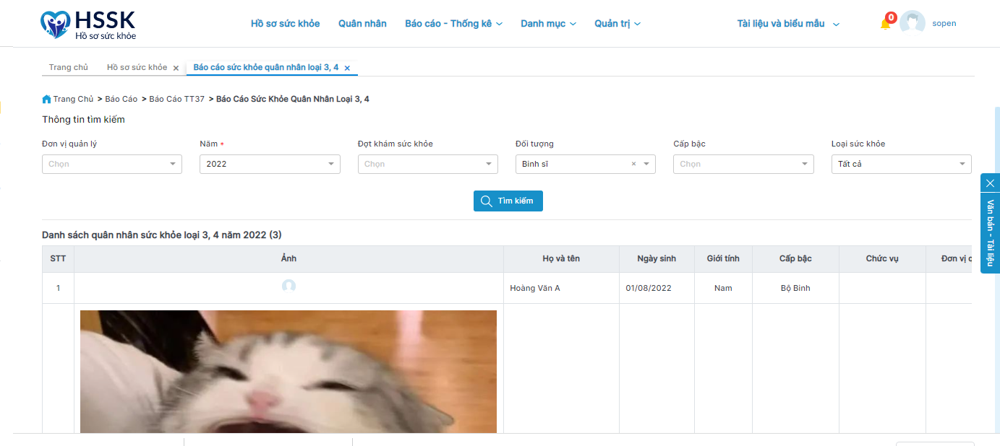 HSSK
Hồ sơ sức khỏe
Hồ sơ sức khỏe Quân nhân Báo cáo - Thống kê Danh mục Quản trị Tài liệu và biểu mẫu 0 sopen
Trang chủ Hồ sơ sức khỏe × Báo cáo sức khỏe quân nhân loại 3, 4 ×
Trang Chủ > Báo Cáo > Báo Cáo TT37 > Báo Cáo Sức Khỏe Quân Nhân Loại 3, 4
Thông tin tìm kiếm
Đơn vị quản lý Năm * Đợt khám sức khỏe Đối tượng Cấp bậc Loại sức khỏe
Chọn 2022 Chọn Binh sĩ × Chọn Tất cả
Tìm kiếm
Văn bản - Tài liệu
Danh sách quân nhân sức khỏe loại 3, 4 năm 2022 (3)
STT Ảnh Họ và tên Ngày sinh Giới tính Cấp bậc Chức vụ Đơn vị
1 Hoàng Văn A 01/08/2022 Nam Bộ Binh